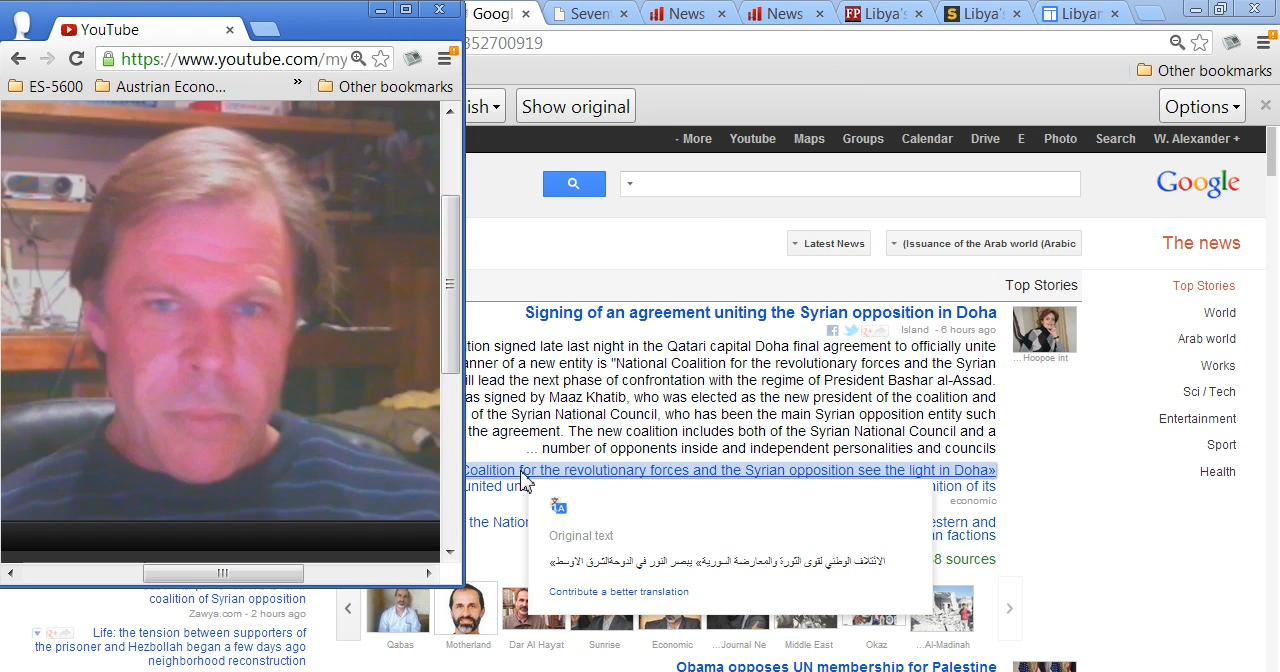 YouTube
https://www.youtube.com/my
ES-5600
Austrian Econo...
»
Other bookmarks
Googl
Seven
News
News
Libya's
Libya's
Libyar
352700919
Other bookmarks
ish
Show original
Options
- More
Youtube
Maps
Groups
Calendar
Drive
E
Photo
Search
W. Alexander +
Google
Latest News
(Issuance of the Arab world (Arabic
The news
Top Stories
Top Stories
World
Arab world
Works
Sci / Tech
Entertainment
Sport
Health
Signing of an agreement uniting the Syrian opposition in Doha
Island - 6 hours ago
...Hoopoe int
tion signed late last night in the Qatari capital Doha final agreement to officially unite
anner of a new entity is "National Coalition for the revolutionary forces and the Syrian
ill lead the next phase of confrontation with the regime of President Bashar al-Assad.
as signed by Maaz Khatib, who was elected as the new president of the coalition and
of the Syrian National Council, who has been the main Syrian opposition entity such
the agreement. The new coalition includes both of the Syrian National Council and a
... number of opponents inside and independent personalities and councils
Coalition for the revolutionary forces and the Syrian opposition see the light in Doha»
united un
nition of its
economic
the Nation
estern and
n factions
8 sources
Original text
«الائتلاف الوطني لقوى الثورة والمعارضة السورية» يبصر النور في الدوحةالشرق الاوسط
Contribute a better translation
coalition of Syrian opposition
Zawya.com - 2 hours ago
Life: the tension between supporters of
the prisoner and Hezbollah began a few days ago
neighborhood reconstruction
Qabas
Motherland
Dar Al Hayat
Sunrise
Economic
...Journal Ne
Middle East
Okaz
...Al-Madinah
Obama opposes UN membership for Palestine